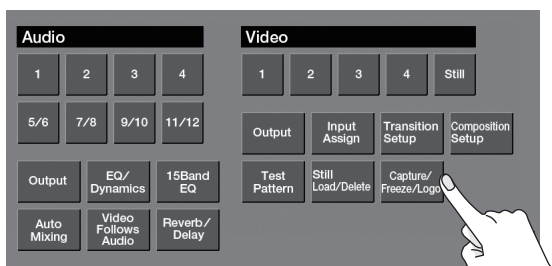 Audio
1 2 3 4
5/6 7/8 9/10 11/12
Output EQ/
Dynamics 15Band
EQ
Auto
Mixing Video
Follows
Audio Reverb/
Delay
Video
1 2 3 4 Still
Output Input
Assign Transition
Setup Composition
Setup
Test
Pattern Still
Load/Delete Capture/
Freeze/Logo